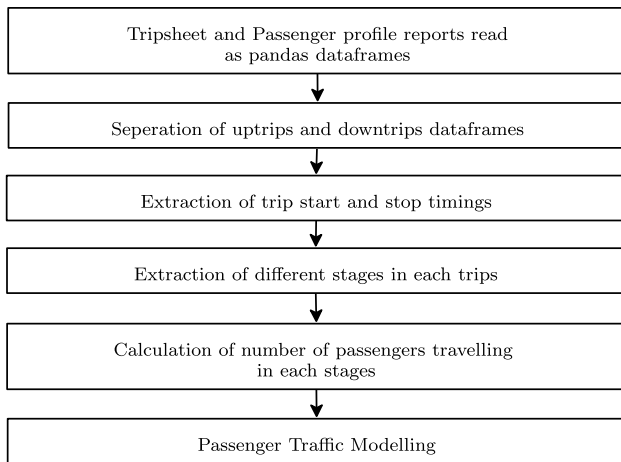 Tripsheet and Passenger profile reports read
as pandas dataframes
Seperation of uptrips and downtrips dataframes
Extraction of trip start and stop timings
Extraction of different stages in each trips
Calculation of number of passengers travelling
in each stages
Passenger Traffic Modelling